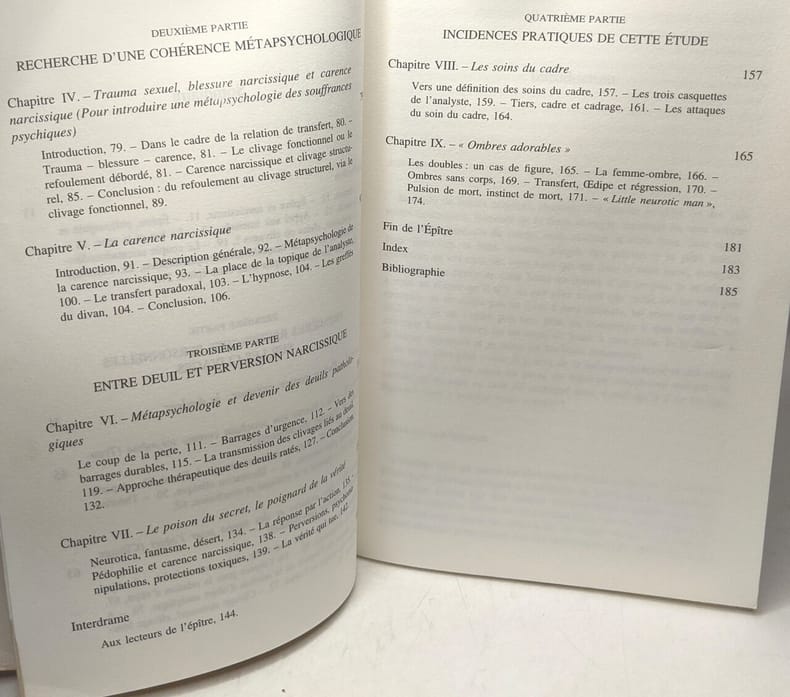 DEUXIÈME PARTIE
RECHERCHE D'UNE COHÉRENCE MÉTAPSYCHOLOGIQUE
Chapitre IV. – Trauma sexuel, blessure narcissique et carence
narcissique (Pour introduire une métapsychologie des souffrances
psychiques)
Introduction, 79. – Dans le cadre de la relation de transfert, 80. –
Trauma – blessure – carence, 81. – Le clivage fonctionnel ou le
refoulement débordé, 81. – Carence narcissique et clivage structu-
rel, 85. – Conclusion : du refoulement au clivage structurel, via le
clivage fonctionnel, 89.
Chapitre V. – La carence narcissique
Introduction, 91. – Description générale, 92. – Métapsychologie de
la carence narcissique, 93. – La place de la topique de l'analyste,
100. – Le transfert paradoxal, 103. – L'hypnose, 104. – Les greffés
du divan, 104. – Conclusion, 106.
TROISIÈME PARTIE
ENTRE DEUIL ET PERVERSION NARCISSIQUE
Chapitre VI. – Métapsychologie et devenir des deuils patholo-
giques
Le coup de la perte, 111. – Barrages d'urgence, 112. – Vers des
barrages durables, 115. – La transmission des clivages liés au deuil,
119. – Approche thérapeutique des deuils ratés, 127. – Conclusion,
132.
Chapitre VII. – Le poison du secret, le poignard de la vérité
Neurotica, fantasme, désert, 134. – La réponse par l'action, 135. –
Pédophilie et carence narcissique, 138. – Perversions,
nipulations, protections toxiques, 139. – La vérité qui tue, 142.
Interdrame
Aux lecteurs de l'épître, 144.
QUATRIÈME PARTIE
INCIDENCES PRATIQUES DE CETTE ÉTUDE
Chapitre VIII. – Les soins du cadre 157
Vers une définition des soins du cadre, 157. – Les trois casquettes
de l'analyste, 159. – Tiers, cadre et cadrage, 161. – Les attaques
du soin du cadre, 164.
Chapitre IX. – « Ombres adorables » 165
Les doubles : un cas de figure, 165. – La femme-ombre, 166. –
Ombres sans corps, 169. – Transfert, Œdipe et régression, 170. –
Pulsion de mort, instinct de mort, 171. – « Little neurotic man »,
174.
Fin de l'Épître 181
Index 183
Bibliographie 185